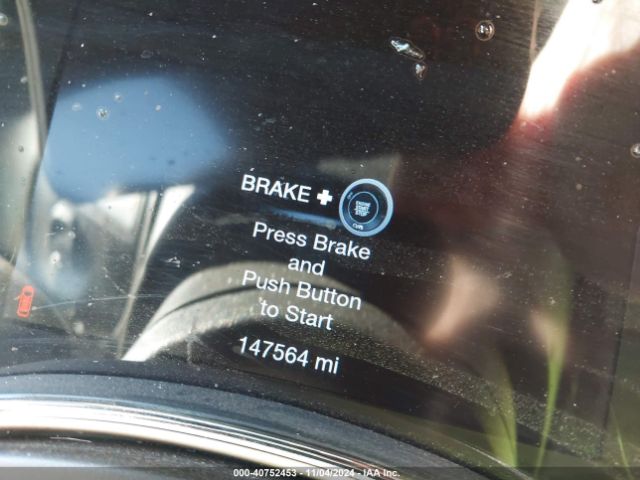 BRAKE +
ENGINE
START
STOP
Press Brake
and
Push Button
to Start
147564 mi
000-40752453 - 11/04/2024 - IAA Inc.